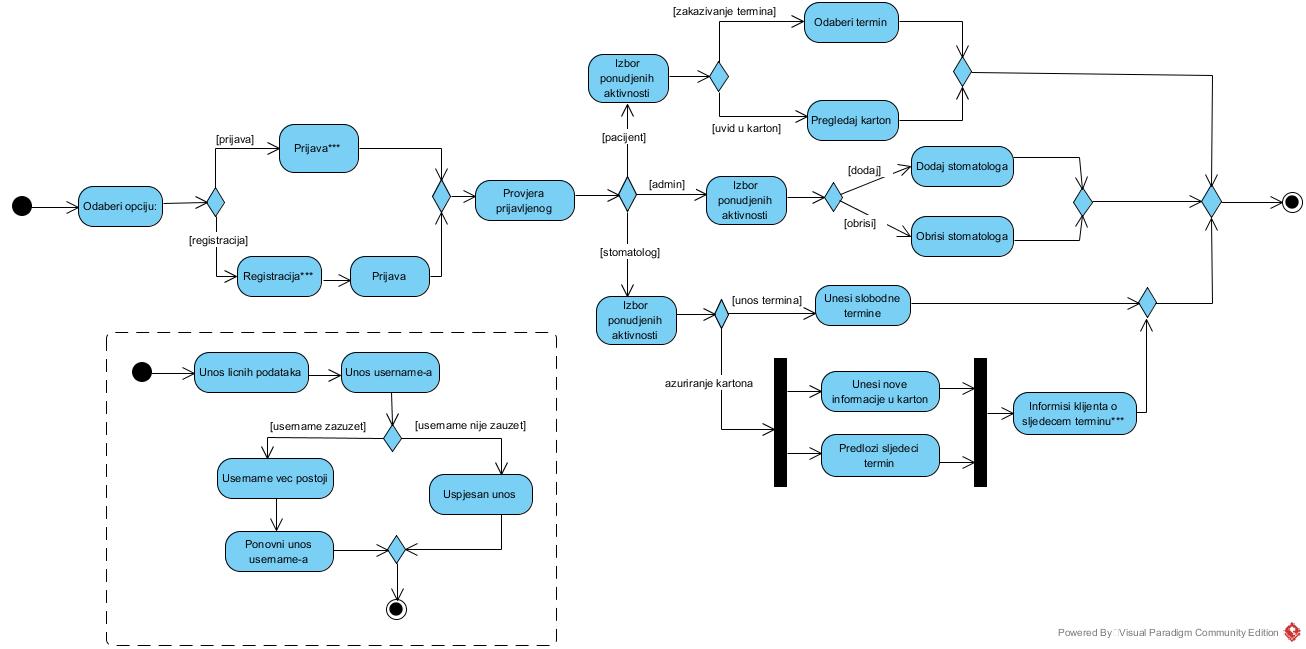 [zakazivanje termina]
Odaberi termin
Izbor
ponudjenih
aktivnosti
[uvid u karton]
Pregledaj karton
[pacijent]
[prijava]
Prijava***
Odaberi opciju:
[registracija]
Registracija***
Prijava
Provjera
prijavljenog
[admin]
Izbor
ponudjenih
aktivnosti
[dodaj]
Dodaj stomatologa
[obrisi]
Obrisi stomatologa
[stomatolog]
Izbor
ponudjenih
aktivnosti
[unos termina]
Unesi slobodne
termine
azuriranje kartona
Unesi nove
informacije u karton
Predlozi sljedeci
termin
Informisi klijenta o
sljedecem terminu***
Unos licnih podataka
Unos username-a
[username zazuzet]
[username nije zauzet]
Username vec postoji
Uspjesan unos
Ponovni unos
username-a
Powered By Visual Paradigm Community Edition